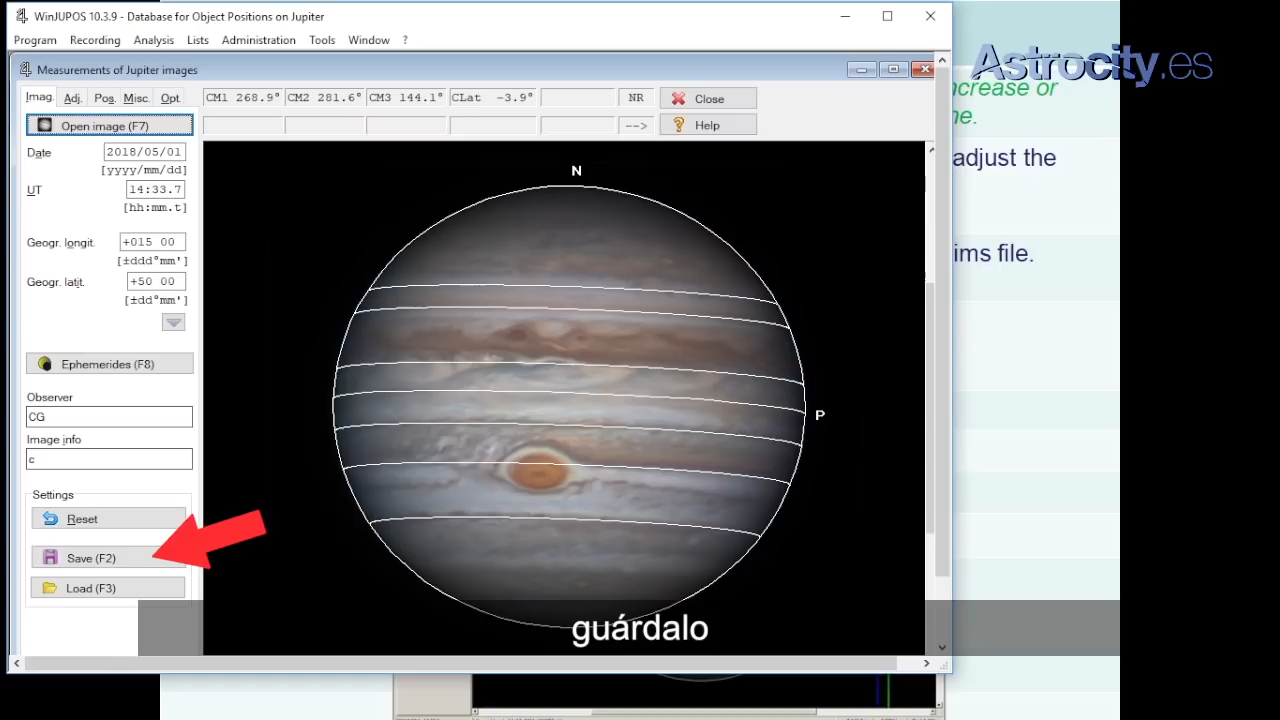 WinJUPOS 10.3.9 - Database for Object Positions on Jupiter
Program Recording Analysis Lists Administration Tools Window ?
Measurements of Jupiter images
Imag. Adj. Pos. Misc. Opt
CM1 268.9° CM2 281.6° CM3 144.1° CLat -3.9° NR Close
--> Help
Open image (F7)
Date 2018/05/01
[yyyy/mm/dd]
UT 14:33.7
[hh:mm.t]
Geogr. longit. +015 00
[±ddd°mm']
Geogr. latit. +50 00
[±dd°mm']
Ephemerides (F8)
Observer
CG
Image info
c
Settings
Reset
Save (F2)
Load (F3)
N
P
Astrocity.es
ncrease or
ne.
adjust the
ims file.
guárdalo